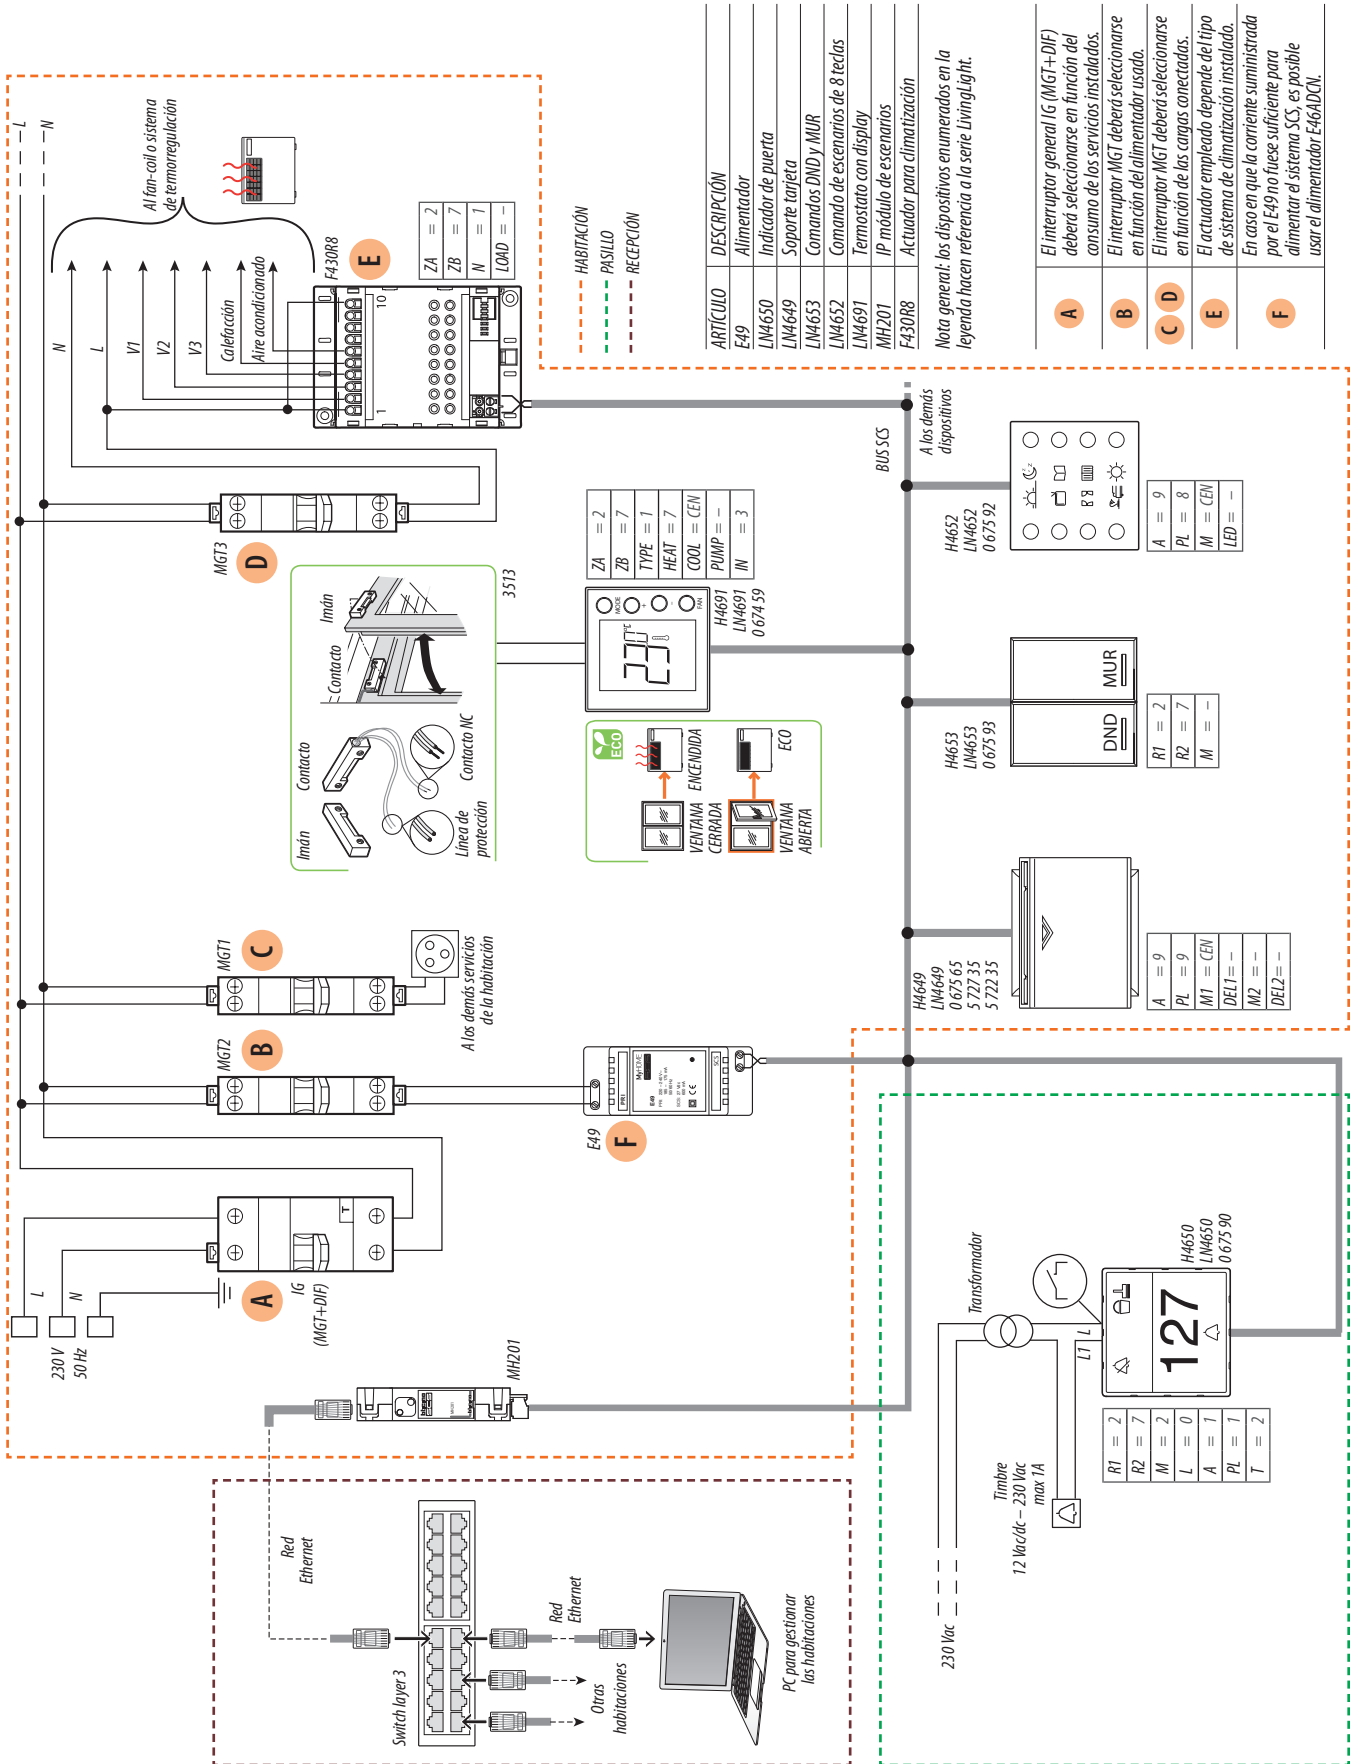 230 V
50 Hz
L
N
IG
(MGT+DIF)
A
T
MGT2
B
MGT1
C
A los demás servicios
de la habitación
MGT3
D
L
N
Al fan-coil o sistema
de termorregulación
N
L
V1
V2
V3
Calefacción
Aire acondicionado
F430R8
E
1
10
ZA = 2
ZB = 7
N = 1
LOAD = –
Imán
Contacto
Línea de
protección
Contacto NC
Contacto
Imán
3513
ECO
VENTANA
CERRADA
ENCENDIDA
VENTANA
ABIERTA
ECO
MODE
+
-
FAN
23.0°C
H4691
LN4691
0 674 59
ZA = 2
ZB = 7
TYPE = 1
HEAT = 7
COOL = CEN
PUMP = –
IN = 3
E49
F
PRI
MyHOME
E49
SCS
MH201
Red
Ethernet
Switch layer 3
Red
Ethernet
Otras
habitaciones
PC para gestionar
las habitaciones
BUS SCS
A los demás
dispositivos
H4649
LN4649
0 675 65
5 727 35
5 722 35
A = 9
PL = 9
M1 = CEN
DEL1 = –
M2 = –
DEL2 = –
H4653
LN4653
0 675 93
DND
MUR
R1 = 2
R2 = 7
M = –
H4652
LN4652
0 675 92
A = 9
PL = 8
M = CEN
LED = –
230 Vac
Transformador
Timbre
12 Vac/dc – 230 Vac
max 1A
L1
L
127
H4650
LN4650
0 675 90
R1 = 2
R2 = 7
M = 2
L = 0
A = 1
PL = 1
T = 2
HABITACIÓN
PASILLO
RECEPCIÓN
ARTÍCULO DESCRIPCIÓN
E49 Alimentador
LN4650 Indicador de puerta
LN4649 Soporte tarjeta
LN4653 Comandos DND y MUR
LN4652 Comando de escenarios de 8 teclas
LN4691 Termostato con display
MH201 IP módulo de escenarios
F430R8 Actuador para climatización
Nota general: los dispositivos enumerados en la
leyenda hacen referencia a la serie LivingLight.
A
El interruptor general IG (MGT+DIF)
deberá seleccionarse en función del
consumo de los servicios instalados.
B
El interruptor MGT deberá seleccionarse
en función del alimentador usado.
C D
El interruptor MGT deberá seleccionarse
en función de las cargas conectadas.
E
El actuador empleado depende del tipo
de sistema de climatización instalado.
F
En caso en que la corriente suministrada
por el E49 no fuese suficiente para
alimentar el sistema SCS, es posible
usar el alimentador E46ADCN.